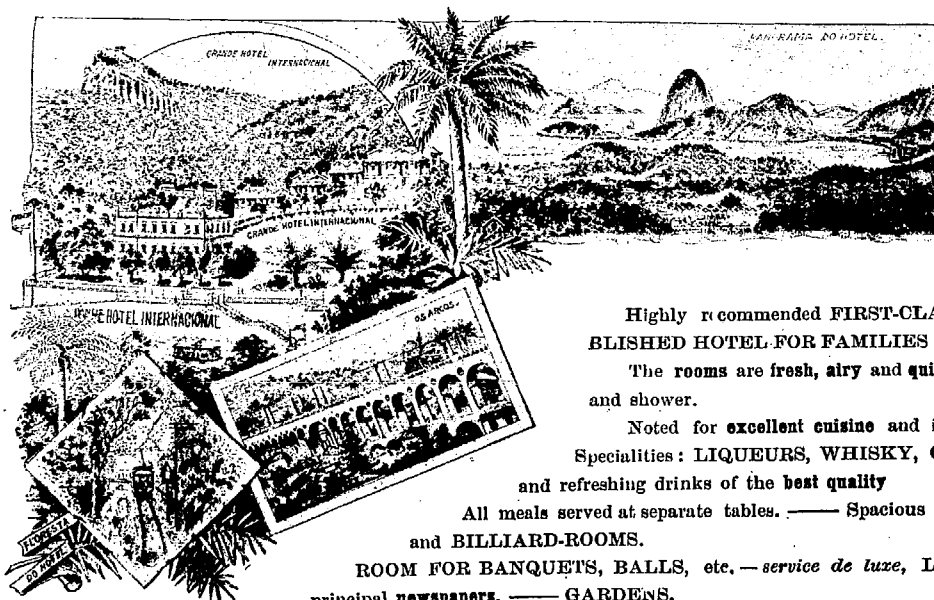 GRANDE HOTEL
INTERNACIONAL
PANORAMA DO HOTEL.
GRANDE HOTEL INTERNACIONAL
HOTEL INTERNACIONAL
OS ARCOS
FLORESTA
DO HOTEL
Highly recommended FIRST-CLA
BLISHED HOTEL FOR FAMILIES
The rooms are fresh, airy and qui
and shower.
Noted for excellent cuisine and i
Specialities: LIQUEURS, WHISKY, C
and refreshing drinks of the best quality
All meals served at separate tables. —— Spacious
and BILLIARD-ROOMS.
ROOM FOR BANQUETS, BALLS, etc. — service de luxe, L
principal newspapers. —— GARDENS.